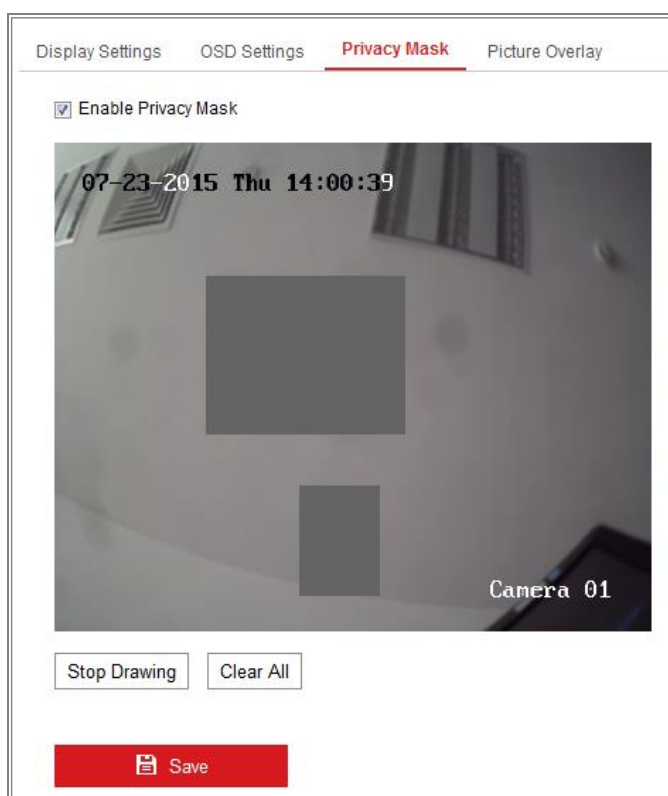 Display Settings OSD Settings Privacy Mask Picture Overlay
Enable Privacy Mask
07-23-2015 Thu 14:00:39
Camera 01
Stop Drawing Clear All
Save